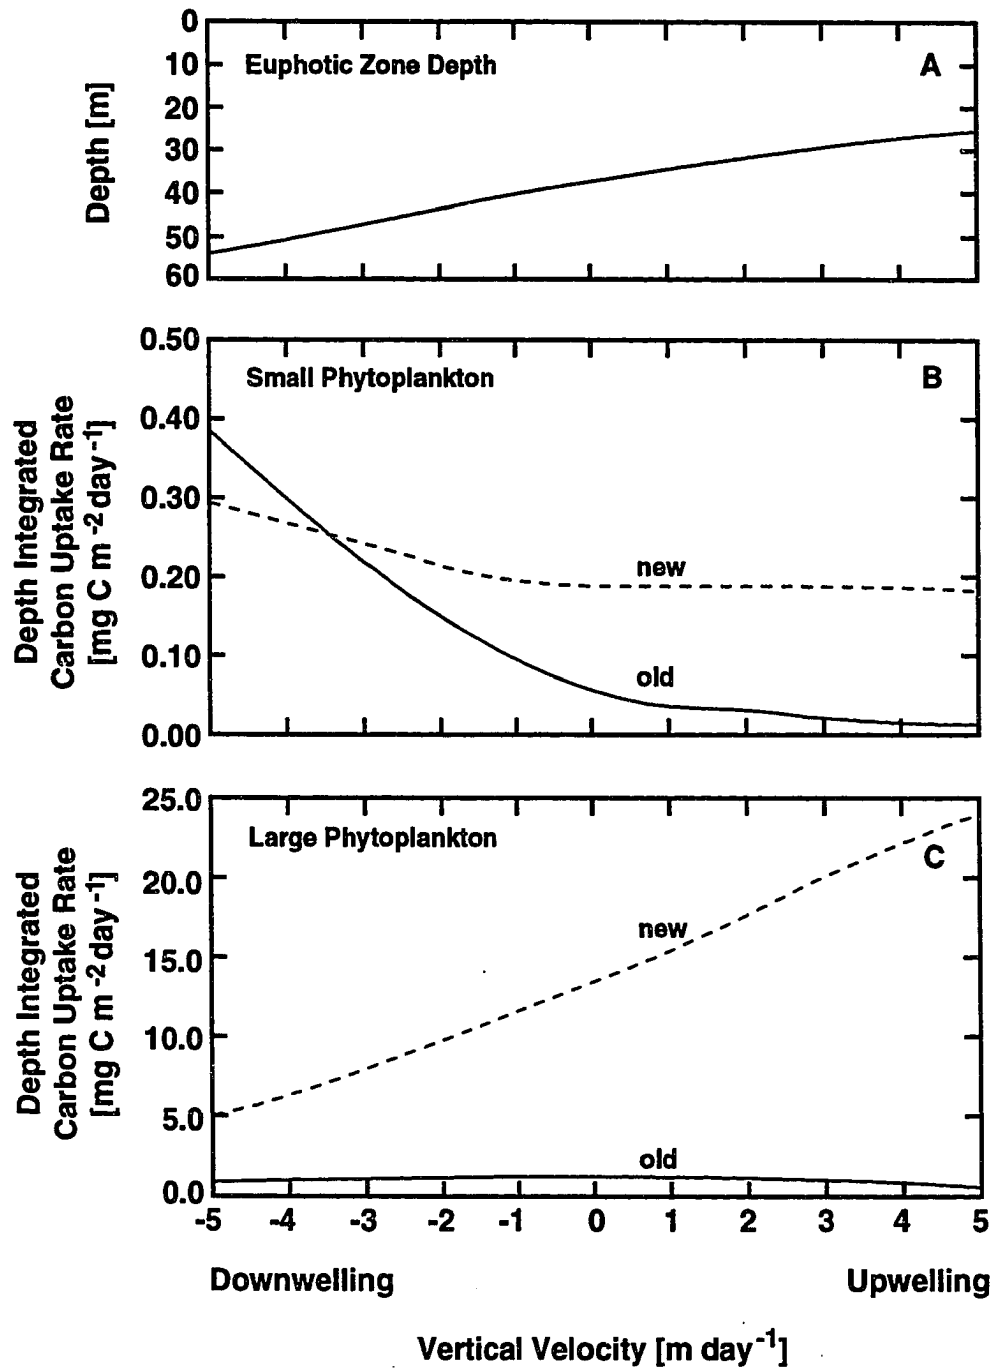 0
10
20
30
40
50
60
Depth [m]
Euphotic Zone Depth
A
0.50
0.40
0.30
0.20
0.10
0.00
Depth Integrated
Carbon Uptake Rate
[mg C m -2 day -1]
Small Phytoplankton
B
new
old
25.0
20.0
15.0
10.0
5.0
0.0
Depth Integrated
Carbon Uptake Rate
[mg C m -2 day -1]
Large Phytoplankton
C
new
old
-5 -4 -3 -2 -1 0 1 2 3 4 5
Downwelling Upwelling
Vertical Velocity [m day -1]